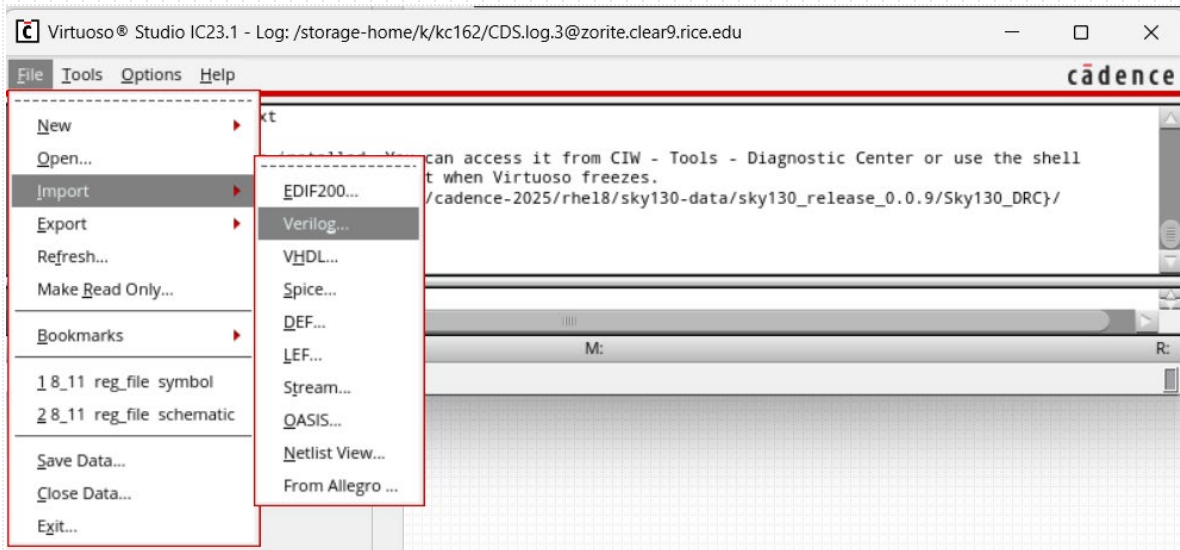 Virtuoso® Studio IC23.1 - Log: /storage-home/k/kc162/CDS.log.3@zorite.clear9.rice.edu
File Tools Options Help
cādence
xt
installed. You can access it from CIW - Tools - Diagnostic Center or use the shell
t when Virtuoso freezes.
/cadence-2025/rhel8/sky130-data/sky130_release_0.0.9/Sky130_DRC}/
M:
R:
New
Open...
Import
Export
Refresh...
Make Read Only...
Bookmarks
1 8_11 reg_file symbol
2 8_11 reg_file schematic
Save Data...
Close Data...
Exit...
EDIF200...
Verilog...
VHDL...
Spice...
DEF...
LEF...
Stream...
OASIS...
Netlist View...
From Allegro ...